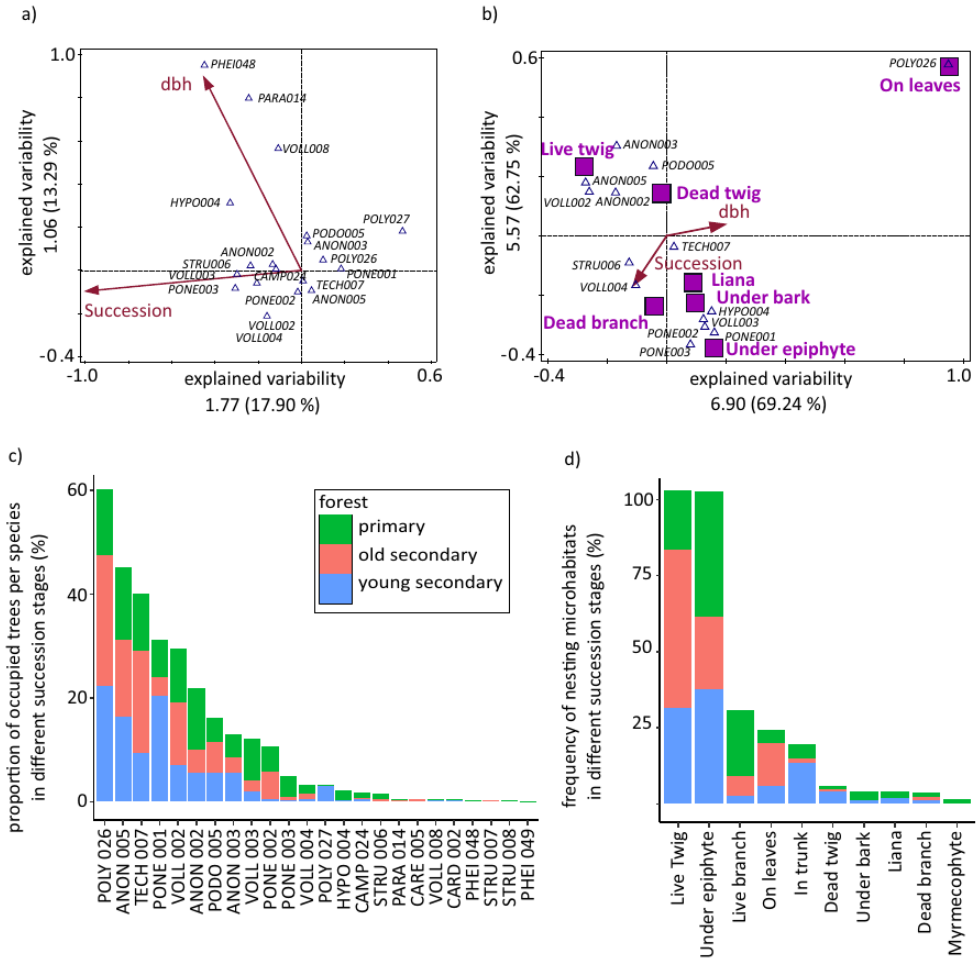 a)
1.0
PHEI048
dbh
PARA014
VOLL008
HYPO004
POLY027
PODO005
ANON003
ANON002
POLY026
STRU006
VOLL003
CAMP024
PONE001
TECH007
PONE003
PONE002
ANON005
Succession
VOLL002
VOLL004
-0.4
-1.0
0.6
explained variability
1.06 (13.29 %)
explained variability
1.77 (17.90 %)
b)
0.6
POLY026
On leaves
ANON003
Live twig
PODO005
ANON005
VOLL002
ANON002
Dead twig
dbh
TECH007
STRU006
Succession
VOLL004
Liana
Under bark
Dead branch
HYPO004
VOLL003
PONE002
PONE001
PONE003
Under epiphyte
-0.4
-0.4
1.0
explained variability
5.57 (62.75 %)
explained variability
6.90 (69.24 %)
c)
60
40
20
0
proportion of occupied trees per species
in different succession stages (%)
forest
primary
old secondary
young secondary
POLY 026
ANON 005
TECH 007
PONE 001
VOLL 002
ANON 002
PODO 005
ANON 003
VOLL 003
PONE 002
PONE 003
VOLL 004
POLY 027
HYPO 004
CAMP 024
STRU 006
PARA 014
CARE 005
VOLL 008
CARD 002
PHEI 048
STRU 007
STRU 008
PHEI 049
d)
100
75
50
25
frequency of nesting microhabitats
in different succession stages (%)
Live Twig
Under epiphyte
Live branch
On leaves
In trunk
Dead twig
Under bark
Liana
Dead branch
Myrmecophyte